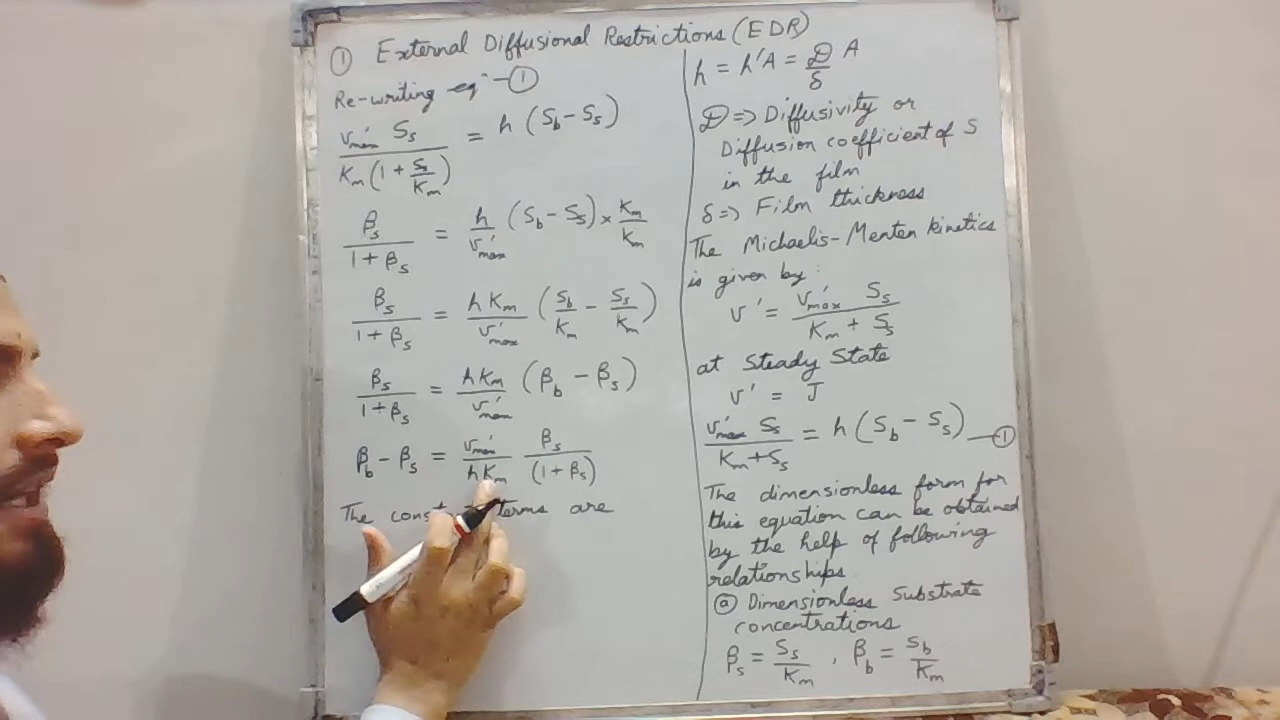 ① External Diffusional Restrictions (EDR)
Re-writing eqⁿ—①
v'max Ss / Km(1 + Ss/Km) = h (Sb − Ss)
βs / 1 + βs = h / v'max (Sb − Ss) × Km/Km
βs / 1 + βs = h Km / v'max (Sb/Km − Ss/Km)
βs / 1 + βs = h Km / v'max (βb − βs)
βb − βs = v'max / h Km βs / (1 + βs)
The terms are
h = h'A = D/δ A
D => Diffusivity or
Diffusion coefficient of S
in the film
δ => Film thickness
The Michaelis-Menten kinetics
is given by:
v' = v'max Ss / Km + Ss
at Steady State
v' = J
v'max Ss / Km + Ss = h (Sb − Ss) —①
The dimensionless form for
this equation can be obtained
by the help of following
relationships
ⓐ Dimensionless Substrate
concentrations
βs = Ss/Km , βb = Sb/Km